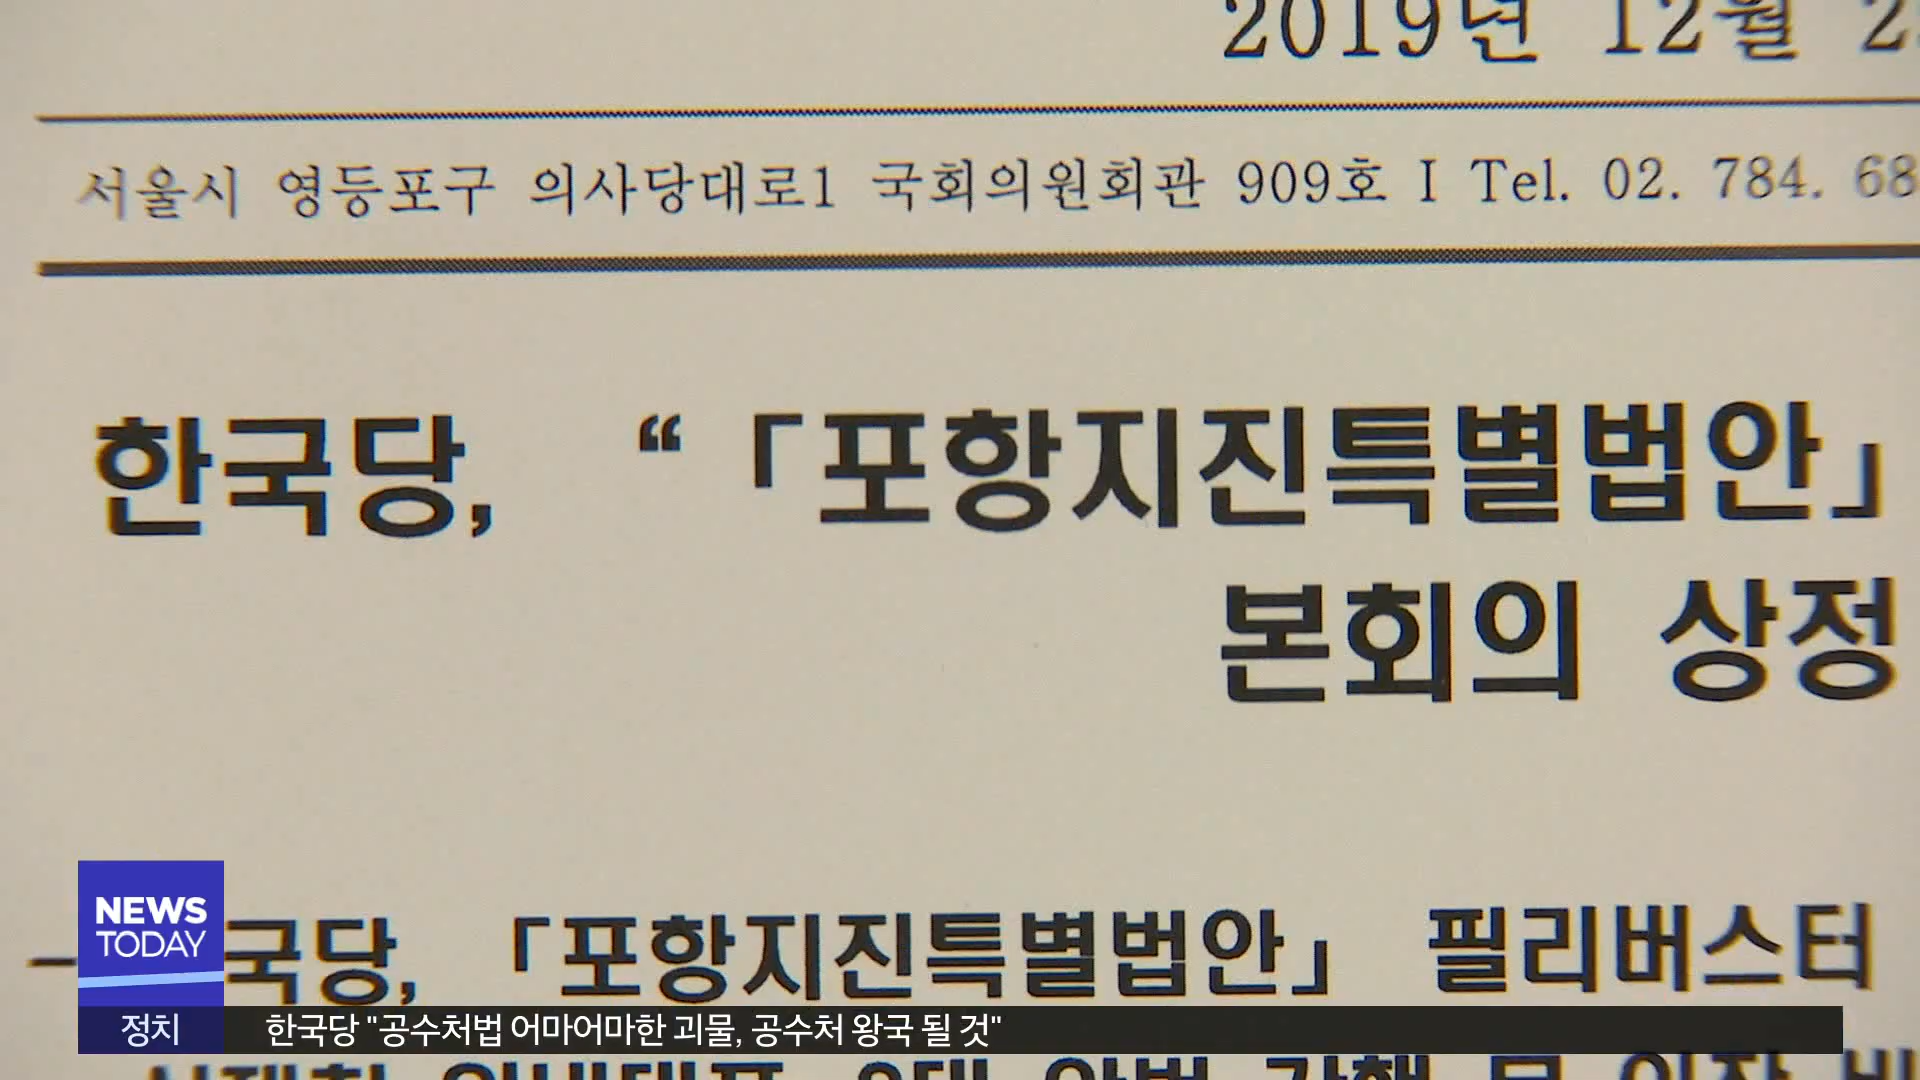 2019년 12월 2
서울시 영등포구 의사당대로1 국회의원회관 909호 I Tel. 02. 784. 68
한국당, “「포항지진특별법안」
본회의 상정
- 국당, 「포항지진특별법안」 필리버스터
NEWS
TODAY
정치 한국당 "공수처법 어마어마한 괴물, 공수처 왕국 될 것"